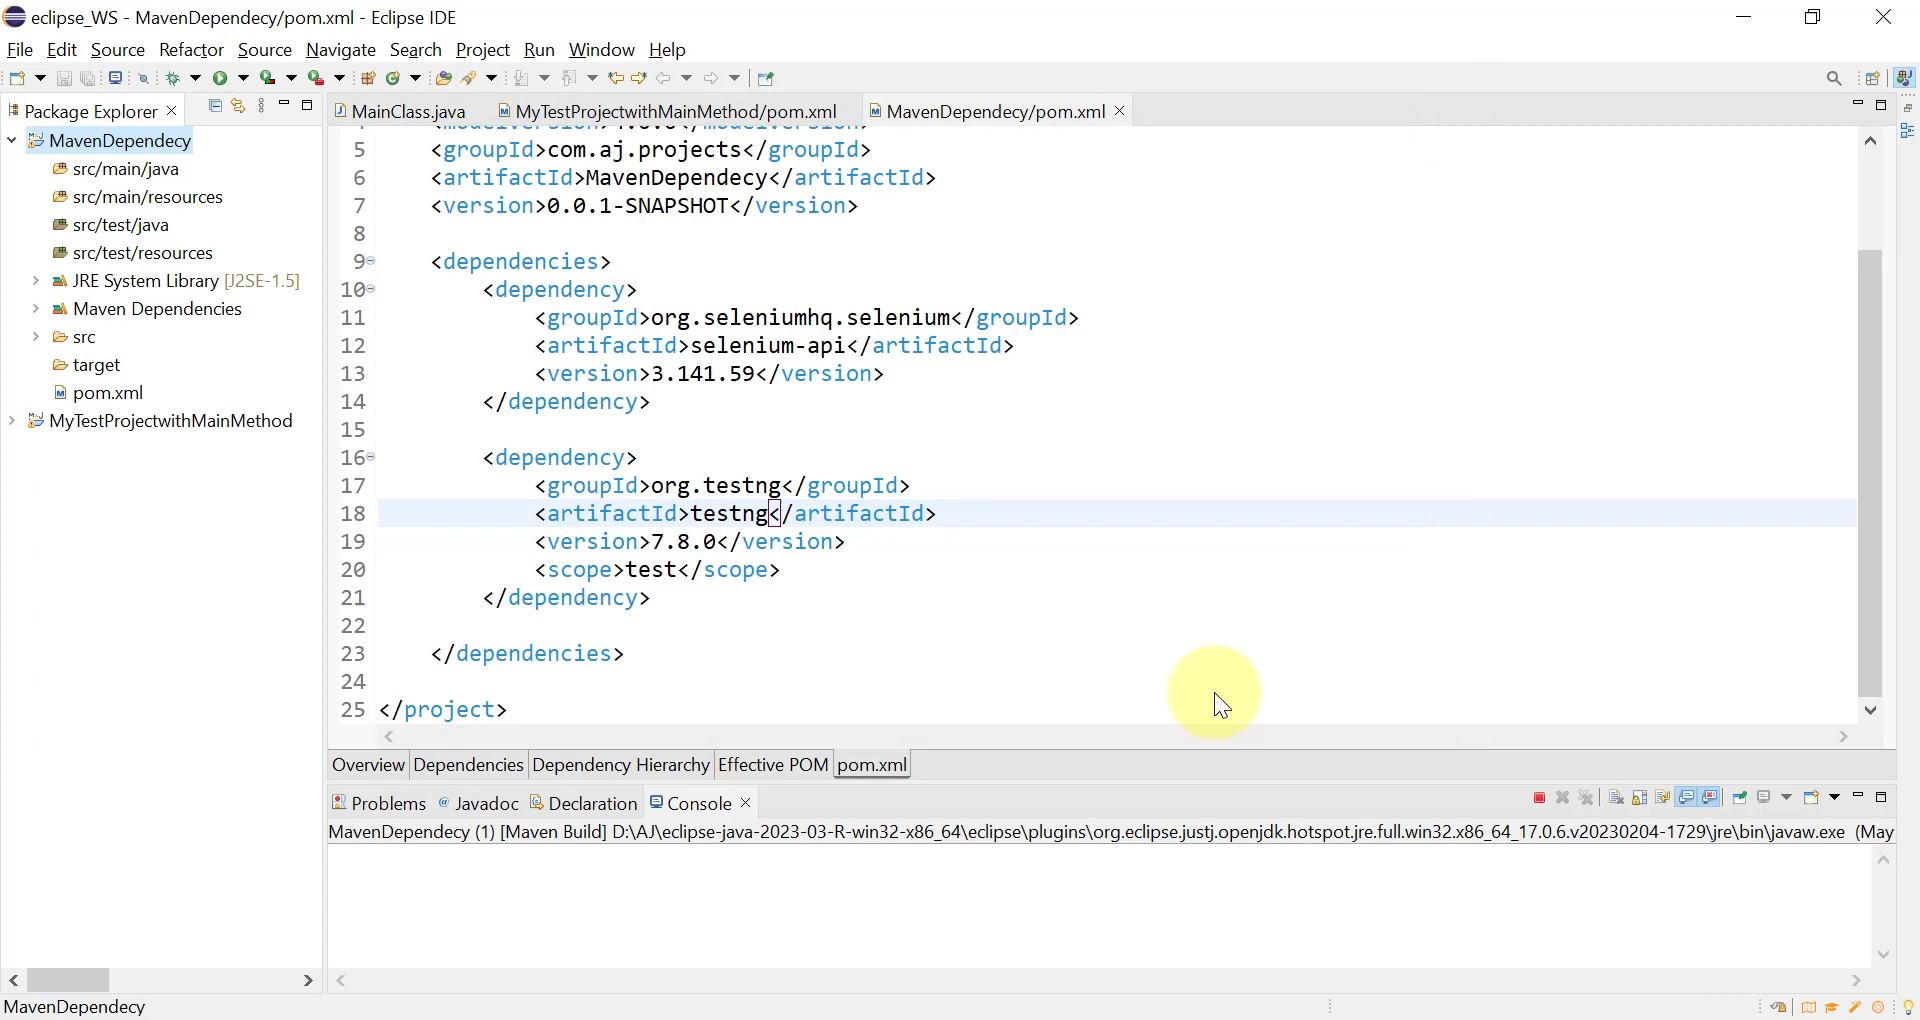 eclipse_WS - MavenDependecy/pom.xml - Eclipse IDE
File Edit Source Refactor Source Navigate Search Project Run Window Help
Package Explorer
MainClass.java MyTestProjectwithMainMethod/pom.xml MavenDependecy/pom.xml
MavenDependecy
src/main/java
src/main/resources
src/test/java
src/test/resources
JRE System Library [J2SE-1.5]
Maven Dependencies
src
target
pom.xml
MyTestProjectwithMainMethod
5 <groupId>com.aj.projects</groupId>
6 <artifactId>MavenDependecy</artifactId>
7 <version>0.0.1-SNAPSHOT</version>
8
9 <dependencies>
10 <dependency>
11 <groupId>org.seleniumhq.selenium</groupId>
12 <artifactId>selenium-api</artifactId>
13 <version>3.141.59</version>
14 </dependency>
15
16 <dependency>
17 <groupId>org.testng</groupId>
18 <artifactId>testng</artifactId>
19 <version>7.8.0</version>
20 <scope>test</scope>
21 </dependency>
22
23 </dependencies>
24
25 </project>
Overview Dependencies Dependency Hierarchy Effective POM pom.xml
Problems Javadoc Declaration Console
MavenDependecy (1) [Maven Build] D:\AJ\eclipse-java-2023-03-R-win32-x86_64\eclipse\plugins\org.eclipse.justj.openjdk.hotspot.jre.full.win32.x86_64_17.0.6.v20230204-1729\jre\bin\javaw.exe (May
MavenDependecy